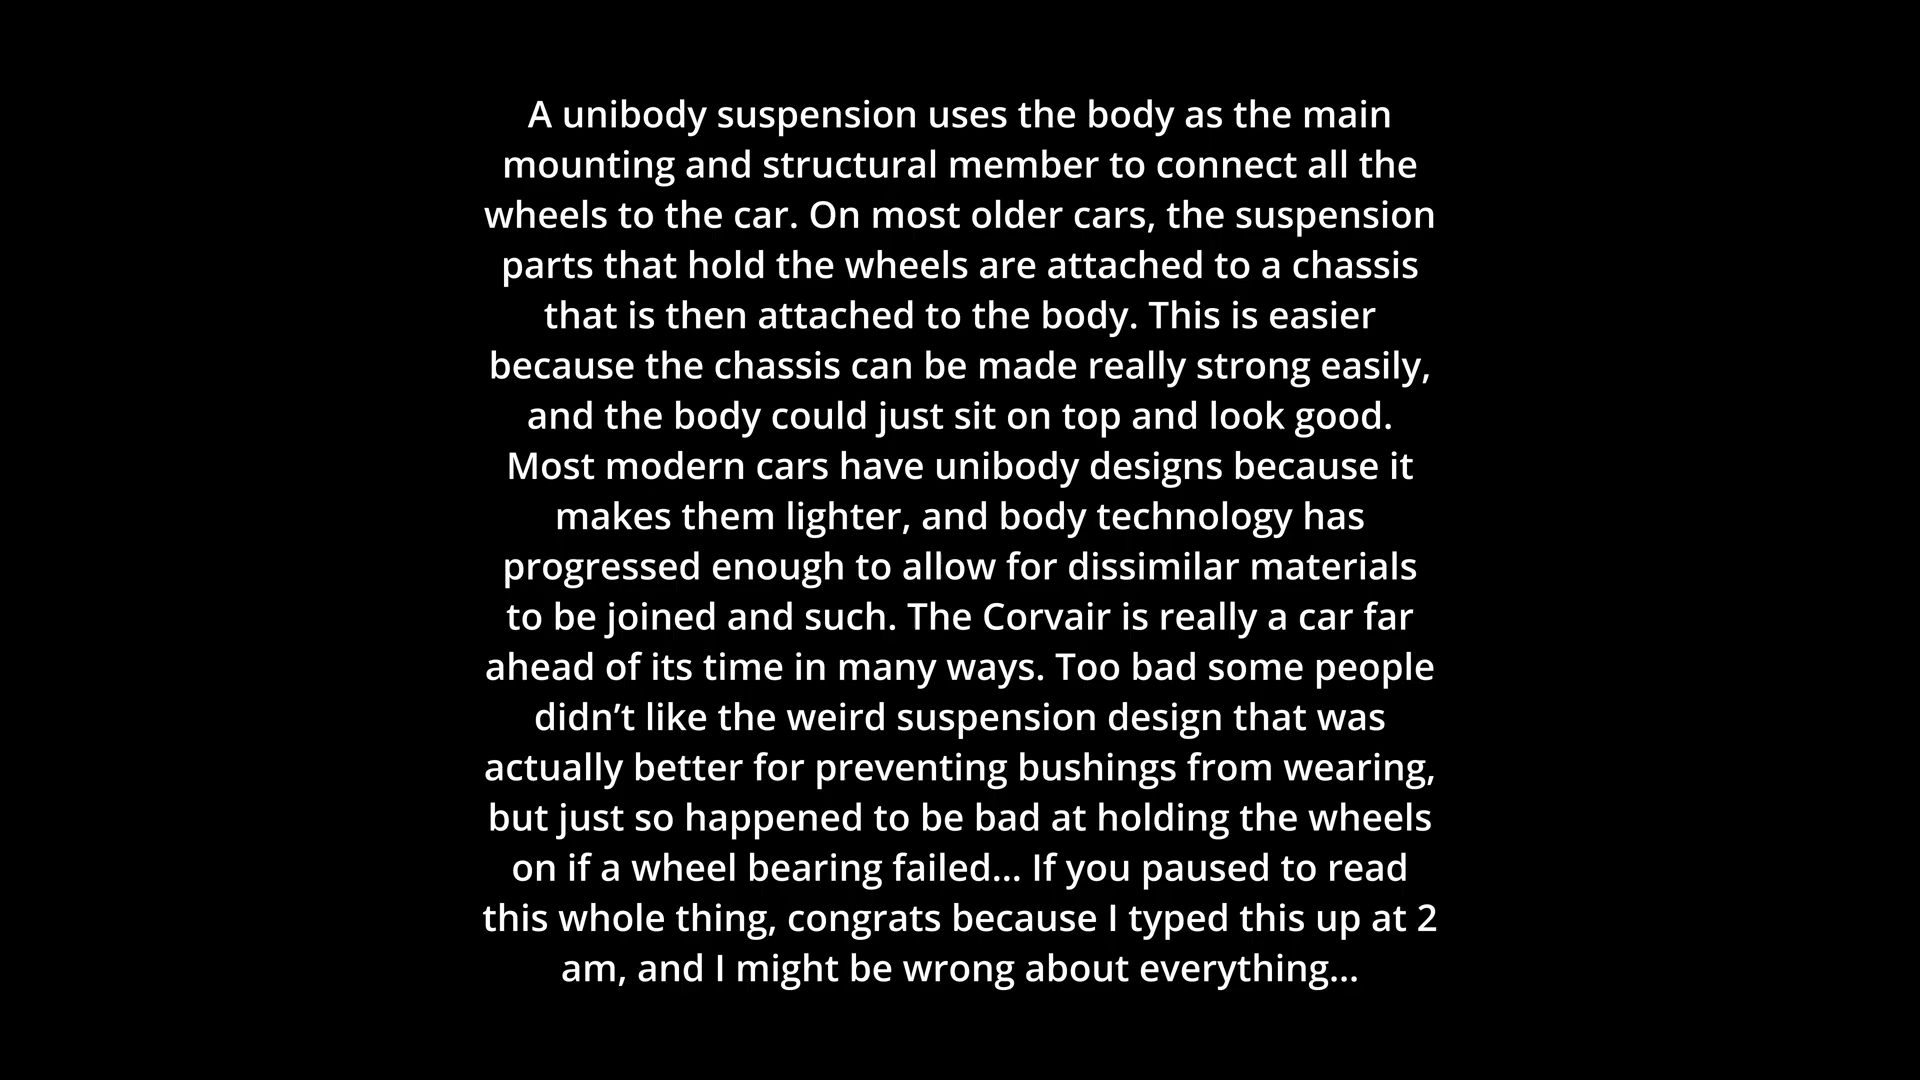 A unibody suspension uses the body as the main
mounting and structural member to connect all the
wheels to the car. On most older cars, the suspension
parts that hold the wheels are attached to a chassis
that is then attached to the body. This is easier
because the chassis can be made really strong easily,
and the body could just sit on top and look good.
Most modern cars have unibody designs because it
makes them lighter, and body technology has
progressed enough to allow for dissimilar materials
to be joined and such. The Corvair is really a car far
ahead of its time in many ways. Too bad some people
didn’t like the weird suspension design that was
actually better for preventing bushings from wearing,
but just so happened to be bad at holding the wheels
on if a wheel bearing failed... If you paused to read
this whole thing, congrats because I typed this up at 2
am, and I might be wrong about everything...